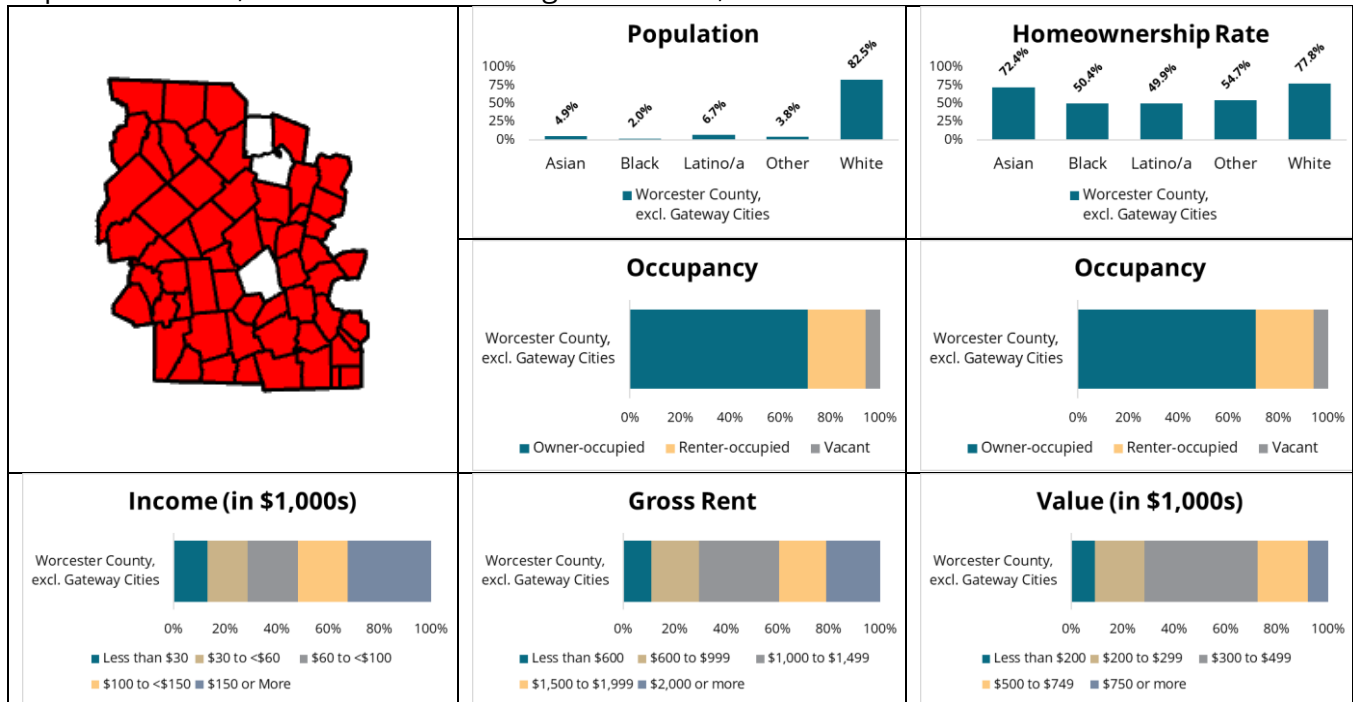 Population
100%
75%
50%
25%
0%
4.9%
2.0%
6.7%
3.8%
82.5%
Asian Black Latino/a Other White
Worcester County,
excl. Gateway Cities
Homeownership Rate
100%
75%
50%
25%
0%
72.4%
50.4%
49.9%
54.7%
77.8%
Asian Black Latino/a Other White
Worcester County,
excl. Gateway Cities
Occupancy
Worcester County,
excl. Gateway Cities
0% 20% 40% 60% 80% 100%
Owner-occupied Renter-occupied Vacant
Occupancy
Worcester County,
excl. Gateway Cities
0% 20% 40% 60% 80% 100%
Owner-occupied Renter-occupied Vacant
Income (in $1,000s)
Worcester County,
excl. Gateway Cities
0% 20% 40% 60% 80% 100%
Less than $30 $30 to <$60 $60 to <$100
$100 to <$150 $150 or More
Gross Rent
Worcester County,
excl. Gateway Cities
0% 20% 40% 60% 80% 100%
Less than $600 $600 to $999 $1,000 to $1,499
$1,500 to $1,999 $2,000 or more
Value (in $1,000s)
Worcester County,
excl. Gateway Cities
0% 20% 40% 60% 80% 100%
Less than $200 $200 to $299 $300 to $499
$500 to $749 $750 or more